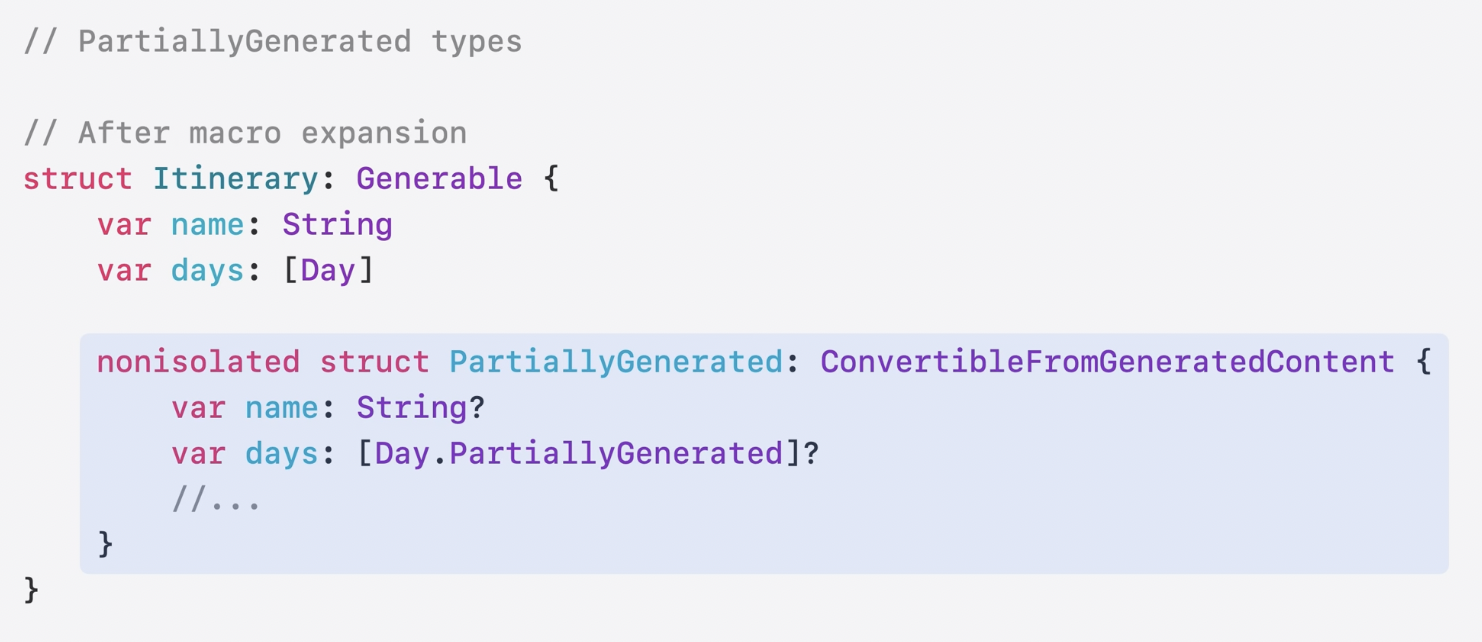 // PartiallyGenerated types
// After macro expansion
struct Itinerary: Generable {
    var name: String
    var days: [Day]
    nonisolated struct PartiallyGenerated: ConvertibleFromGeneratedContent {
        var name: String?
        var days: [Day.PartiallyGenerated]?
        //...
    }
}